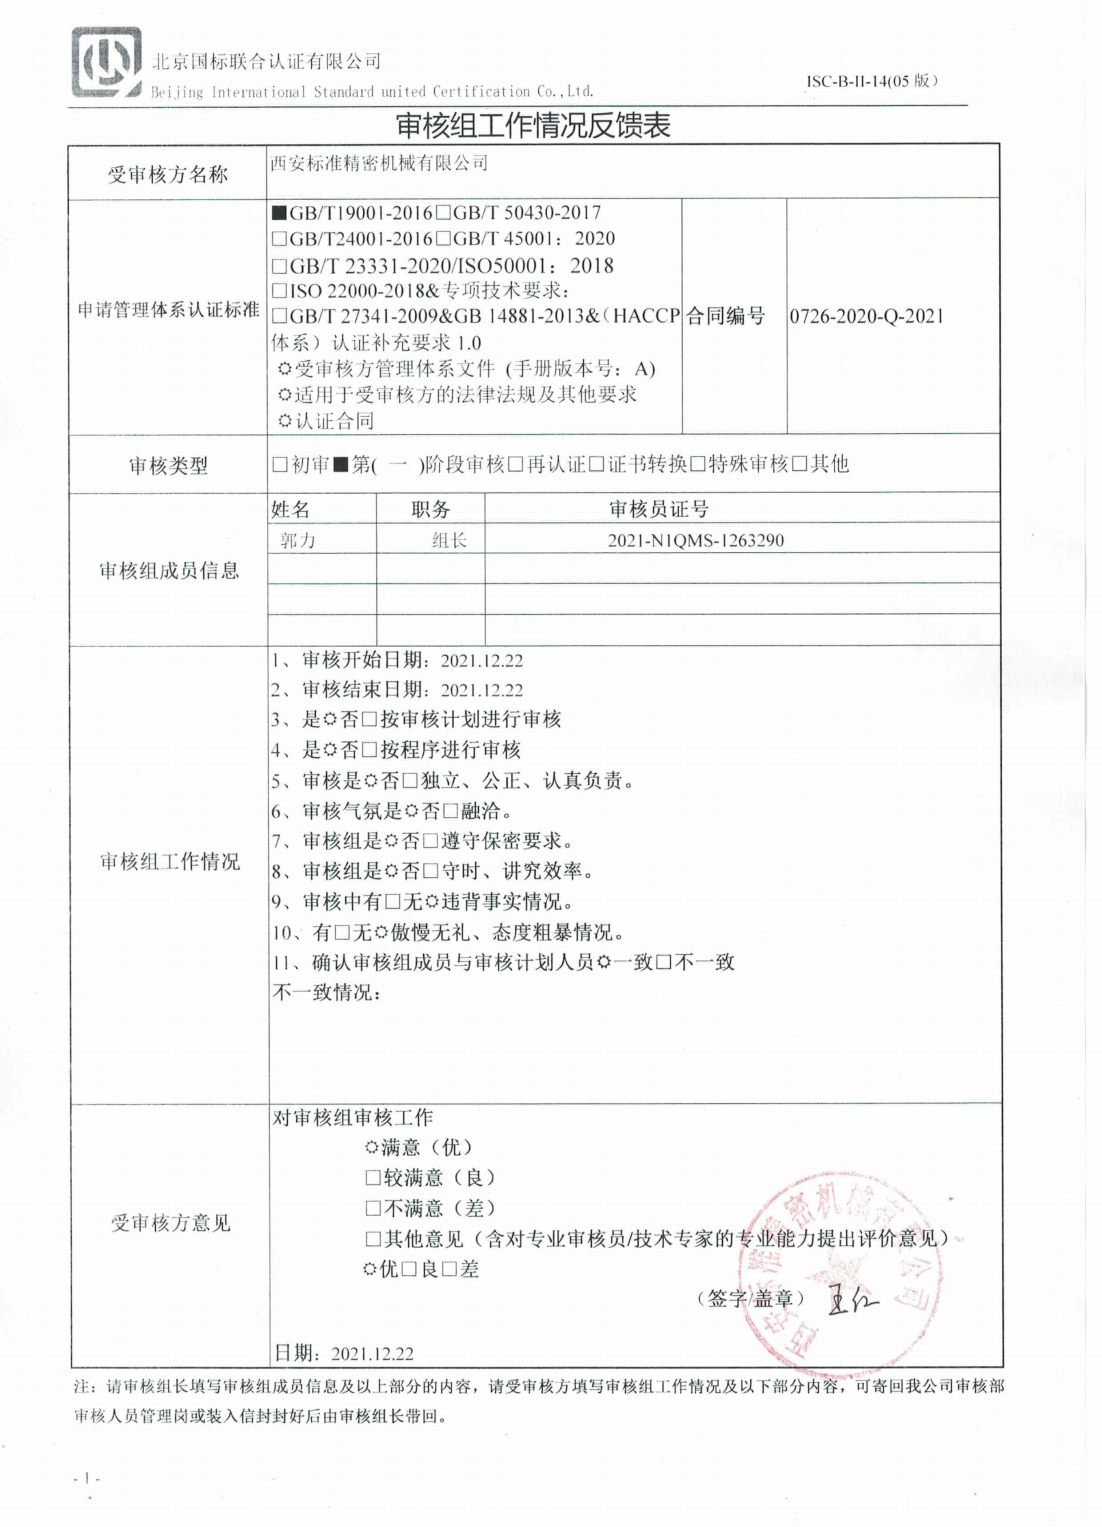 北京国标联合认证有限公司
Beijing International Standard united Certification Co.,Ltd.
ISC-B-II-14(05 版)
审核组工作情况反馈表
受审核方名称
西安标准精密机械有限公司
申请管理体系认证标准
■GB/T19001-2016□GB/T 50430-2017
□GB/T24001-2016□GB/T 45001：2020
□GB/T 23331-2020/ISO50001：2018
□ISO 22000-2018&专项技术要求：
□GB/T 27341-2009&GB 14881-2013&（HACCP
体系）认证补充要求 1.0
✩受审核方管理体系文件（手册版本号：A)
✩适用于受审核方的法律法规及其他要求
✩认证合同
合同编号
0726-2020-Q-2021
审核类型
□初审■第( 一 )阶段审核□再认证□证书转换□特殊审核□其他
审核组成员信息
姓名 职务 审核员证号
郭力 组长 2021-N1QMS-1263290
审核组工作情况
1、审核开始日期：2021.12.22
2、审核结束日期：2021.12.22
3、是✩否□按审核计划进行审核
4、是✩否□按程序进行审核
5、审核是✩否□独立、公正、认真负责。
6、审核气氛是✩否□融洽。
7、审核组是✩否□遵守保密要求。
8、审核组是✩否□守时、讲究效率。
9、审核中有□无✩违背事实情况。
10、有□无✩傲慢无礼、态度粗暴情况。
11、确认审核组成员与审核计划人员✩一致□不一致
不一致情况：
受审核方意见
对审核组审核工作
✩满意（优）
□较满意（良）
□不满意（差）
□其他意见（含对专业审核员/技术专家的专业能力提出评价意见）
✩优□良□差
（签字/盖章） 王红
西安标准精密机械有限公司
日期：2021.12.22
注：请审核组长填写审核组成员信息及以上部分的内容，请受审核方填写审核组工作情况及以下部分内容，可寄回我公司审核部
审核人员管理岗或装入信封封好后由审核组长带回。
- 1 -